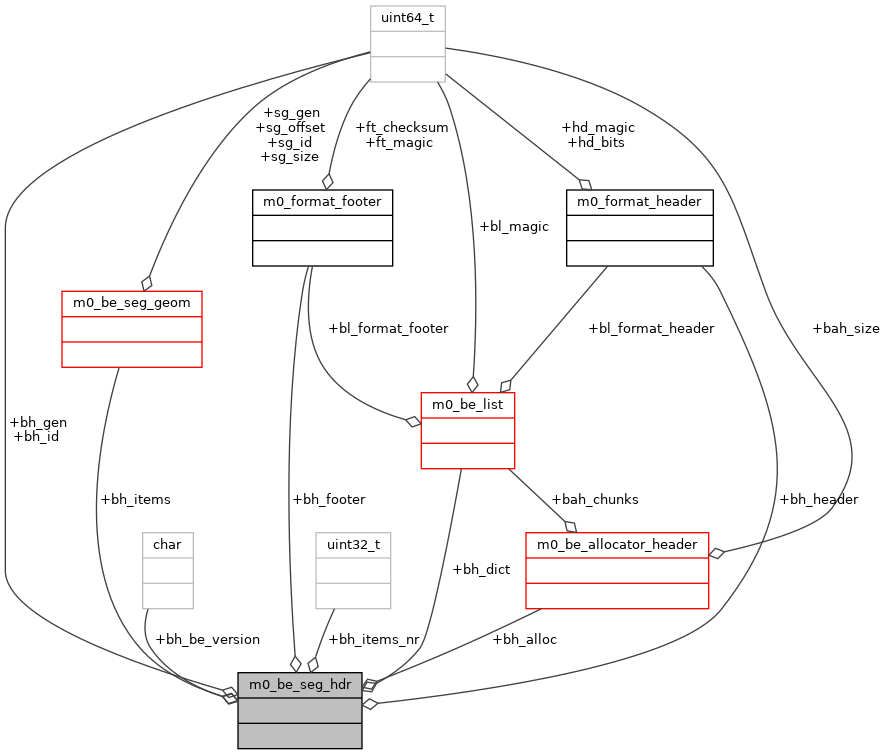 uint64_t
+sg_gen
+sg_offset
+sg_id
+sg_size
+ft_checksum
+ft_magic
+hd_magic
+hd_bits
m0_format_footer
m0_format_header
+bl_magic
m0_be_seg_geom
+bl_format_footer
+bl_format_header
+bah_size
m0_be_list
+bh_gen
+bh_id
+bh_items
+bh_footer
+bah_chunks
+bh_header
char
uint32_t
m0_be_allocator_header
+bh_dict
+bh_be_version
+bh_items_nr
+bh_alloc
m0_be_seg_hdr